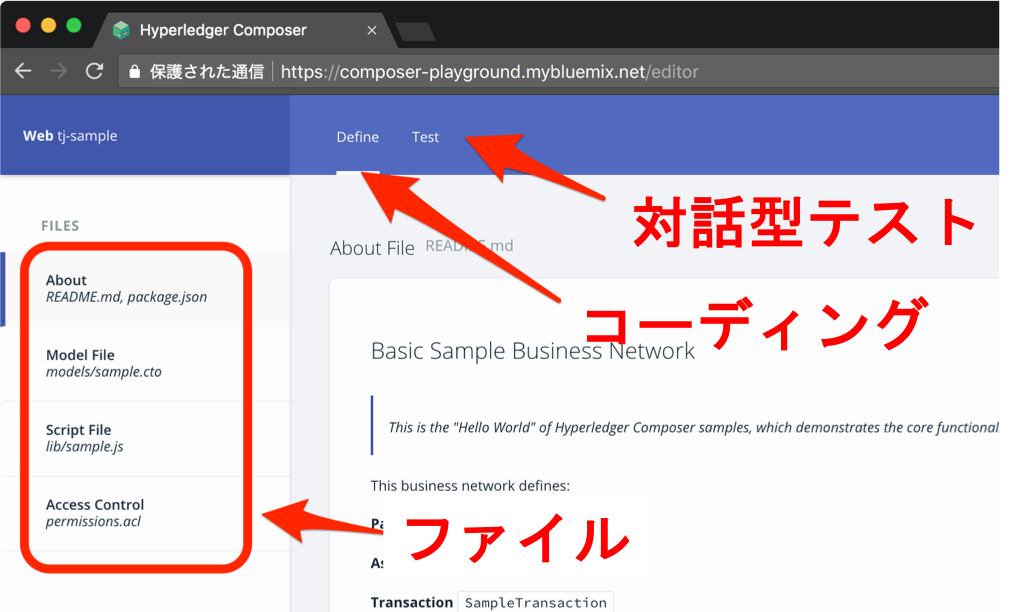 Hyperledger Composer
保護された通信 https://composer-playground.mybluemix.net/editor
Web tj-sample
Define Test
対話型テスト
FILES
About File README.md
About
README.md, package.json
コーディング
Model File
models/sample.cto
Basic Sample Business Network
Script File
lib/sample.js
This is the "Hello World" of Hyperledger Composer samples, which demonstrates the core functional
This business network defines:
Access Control
permissions.acl
ファイル
Transaction SampleTransaction